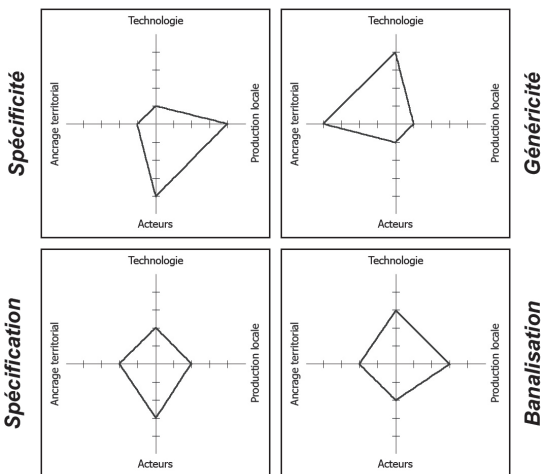 Spécificité
Technologie
Ancrage territorial
Production locale
Acteurs
Technologie
Ancrage territorial
Production locale
Acteurs
Généricité
Spécification
Technologie
Ancrage territorial
Production locale
Acteurs
Technologie
Ancrage territorial
Production locale
Acteurs
Banalisation